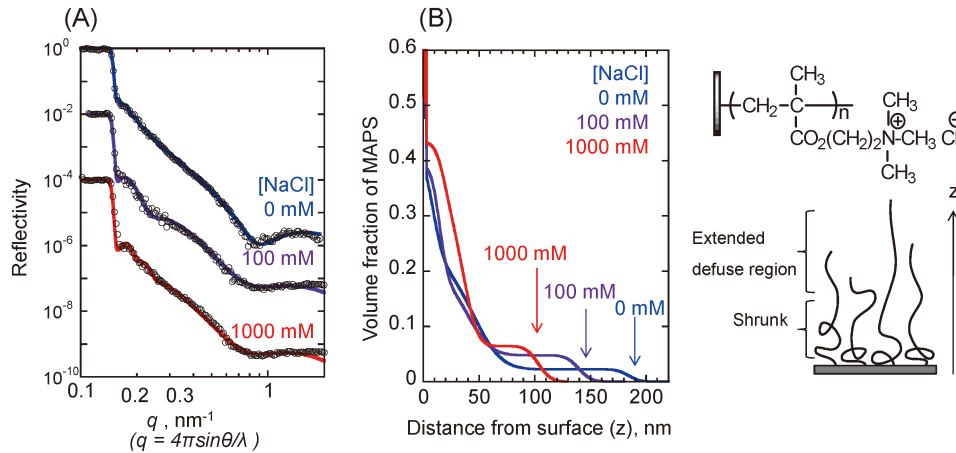 (A)
10⁰
10⁻²
10⁻⁴
10⁻⁶
10⁻⁸
10⁻¹⁰
Reflectivity
[NaCl]
0 mM
100 mM
1000 mM
0.1
0.2
0.3
1
q , nm⁻¹
(q = 4πsinθ/λ )
(B)
0.6
0.5
0.4
0.3
0.2
0.1
0
Volume fraction of MAPS
[NaCl]
0 mM
100 mM
1000 mM
1000 mM
100 mM
0 mM
0
50
100
150
200
Distance from surface (z), nm
CH₃
CH₂
C
n
CH₃
CO₂(CH₂)₂N
⊕
CH₃
CH₃
Cl
⊖
z
Extended
defuse region
Shrunk